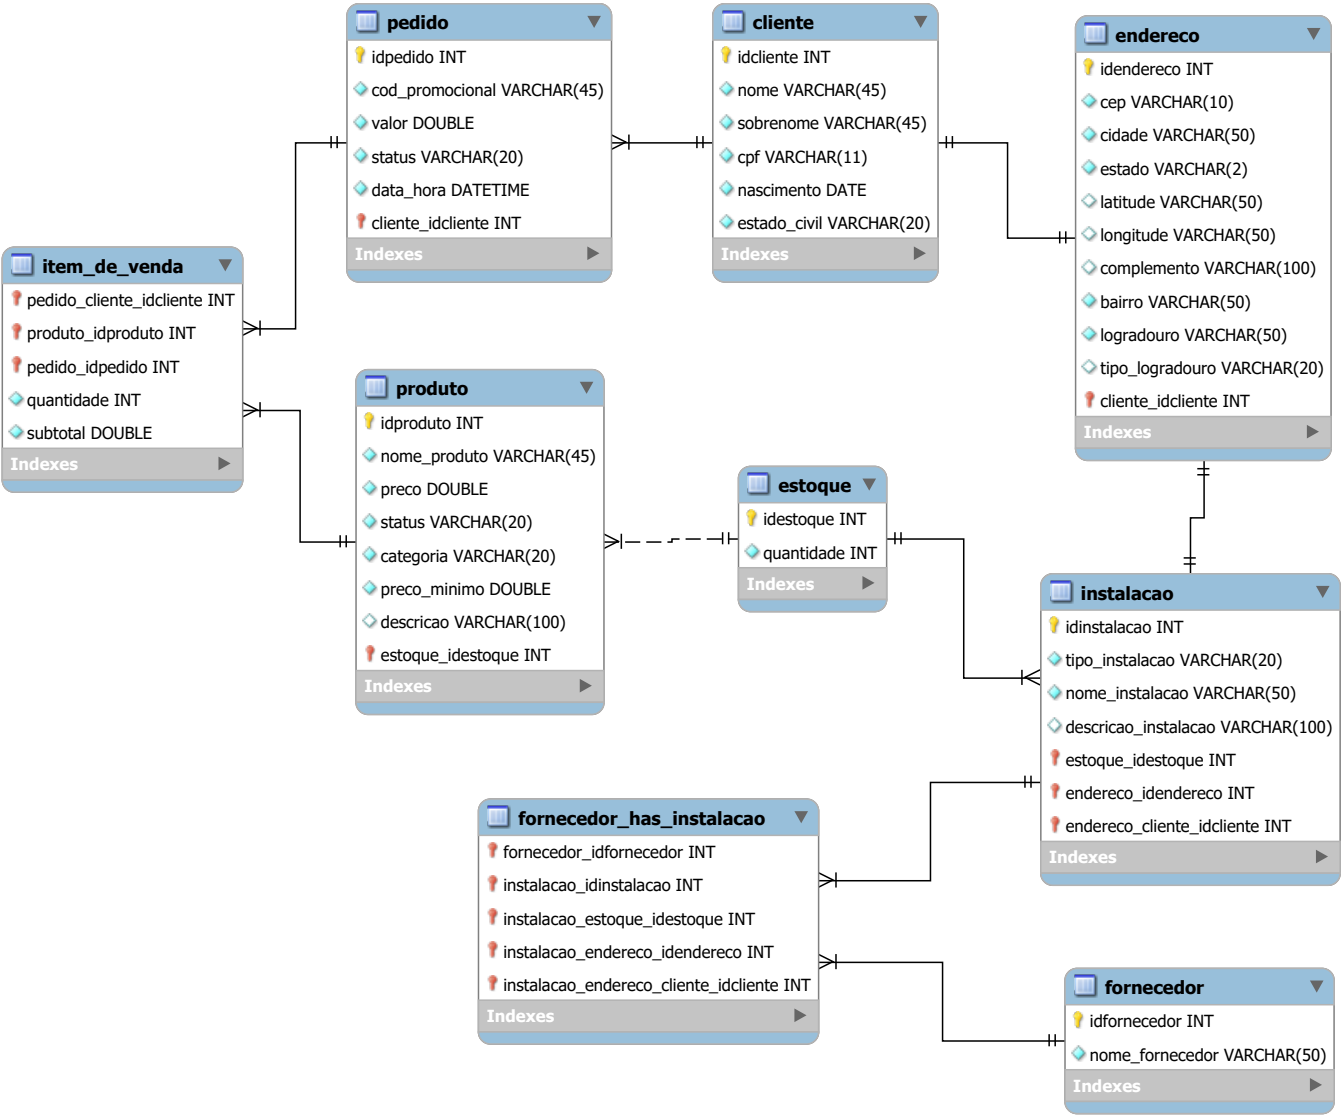 pedido
idpedido INT
cod_promocional VARCHAR(45)
valor DOUBLE
status VARCHAR(20)
data_hora DATETIME
cliente_idcliente INT
Indexes
cliente
idcliente INT
nome VARCHAR(45)
sobrenome VARCHAR(45)
cpf VARCHAR(11)
nascimento DATE
estado_civil VARCHAR(20)
Indexes
endereco
idendereco INT
cep VARCHAR(10)
cidade VARCHAR(50)
estado VARCHAR(2)
latitude VARCHAR(50)
longitude VARCHAR(50)
complemento VARCHAR(100)
bairro VARCHAR(50)
logradouro VARCHAR(50)
tipo_logradouro VARCHAR(20)
cliente_idcliente INT
Indexes
item_de_venda
pedido_cliente_idcliente INT
produto_idproduto INT
pedido_idpedido INT
quantidade INT
subtotal DOUBLE
Indexes
produto
idproduto INT
nome_produto VARCHAR(45)
preco DOUBLE
status VARCHAR(20)
categoria VARCHAR(20)
preco_minimo DOUBLE
descricao VARCHAR(100)
estoque_idestoque INT
Indexes
estoque
idestoque INT
quantidade INT
Indexes
instalacao
idinstalacao INT
tipo_instalacao VARCHAR(20)
nome_instalacao VARCHAR(50)
descricao_instalacao VARCHAR(100)
estoque_idestoque INT
endereco_idendereco INT
endereco_cliente_idcliente INT
Indexes
fornecedor_has_instalacao
fornecedor_idfornecedor INT
instalacao_idinstalacao INT
instalacao_estoque_idestoque INT
instalacao_endereco_idendereco INT
instalacao_endereco_cliente_idcliente INT
Indexes
fornecedor
idfornecedor INT
nome_fornecedor VARCHAR(50)
Indexes